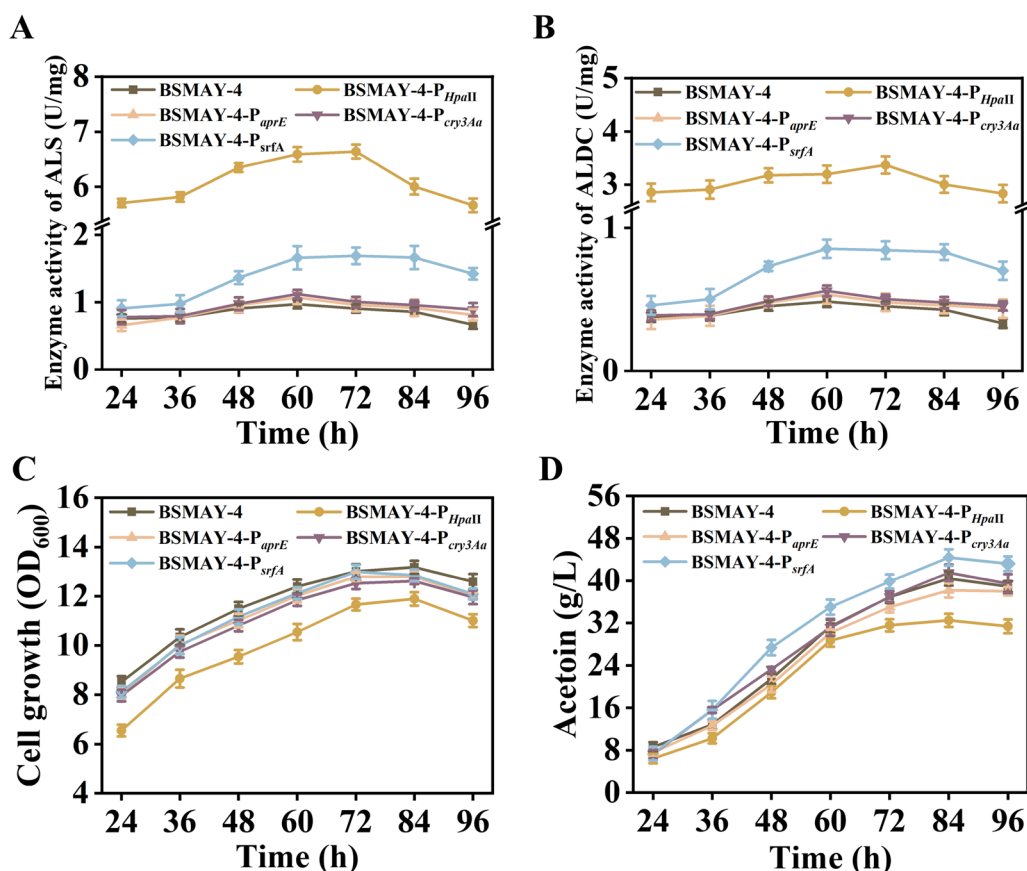 A
Enzyme activity of ALS (U/mg)
8
7
6
2
1
0
BSMAY-4
BSMAY-4-PHpaII
BSMAY-4-PaprE
BSMAY-4-Pcry3Aa
BSMAY-4-PsrfA
24 36 48 60 72 84 96
Time (h)
B
Enzyme activity of ALDC (U/mg)
5
4
3
1
0
BSMAY-4
BSMAY-4-PHpaII
BSMAY-4-PaprE
BSMAY-4-Pcry3Aa
BSMAY-4-PsrfA
24 36 48 60 72 84 96
Time (h)
C
Cell growth (OD600)
16
14
12
10
8
6
4
BSMAY-4
BSMAY-4-PHpaII
BSMAY-4-PaprE
BSMAY-4-Pcry3Aa
BSMAY-4-PsrfA
24 36 48 60 72 84 96
Time (h)
D
Acetoin (g/L)
56
48
40
32
24
16
8
0
BSMAY-4
BSMAY-4-PHpaII
BSMAY-4-PaprE
BSMAY-4-Pcry3Aa
BSMAY-4-PsrfA
24 36 48 60 72 84 96
Time (h)